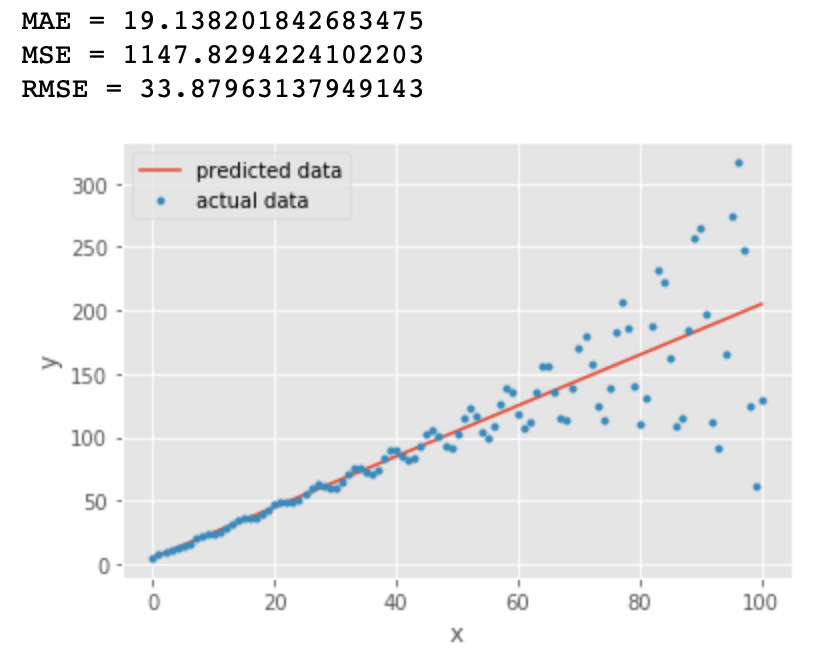 MAE = 19.138201842683475
MSE = 1147.8294224102203
RMSE = 33.87963137949143
predicted data
actual data
300
250
200
150
100
50
0
y
0 20 40 60 80 100
x